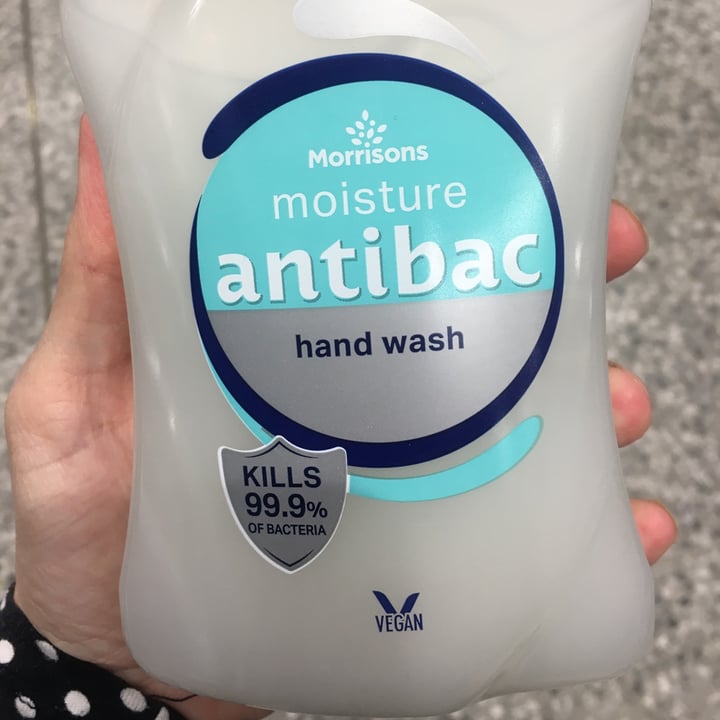 Morrisons
moisture
antibac
hand wash
KILLS
99.9%
OF BACTERIA
VEGAN